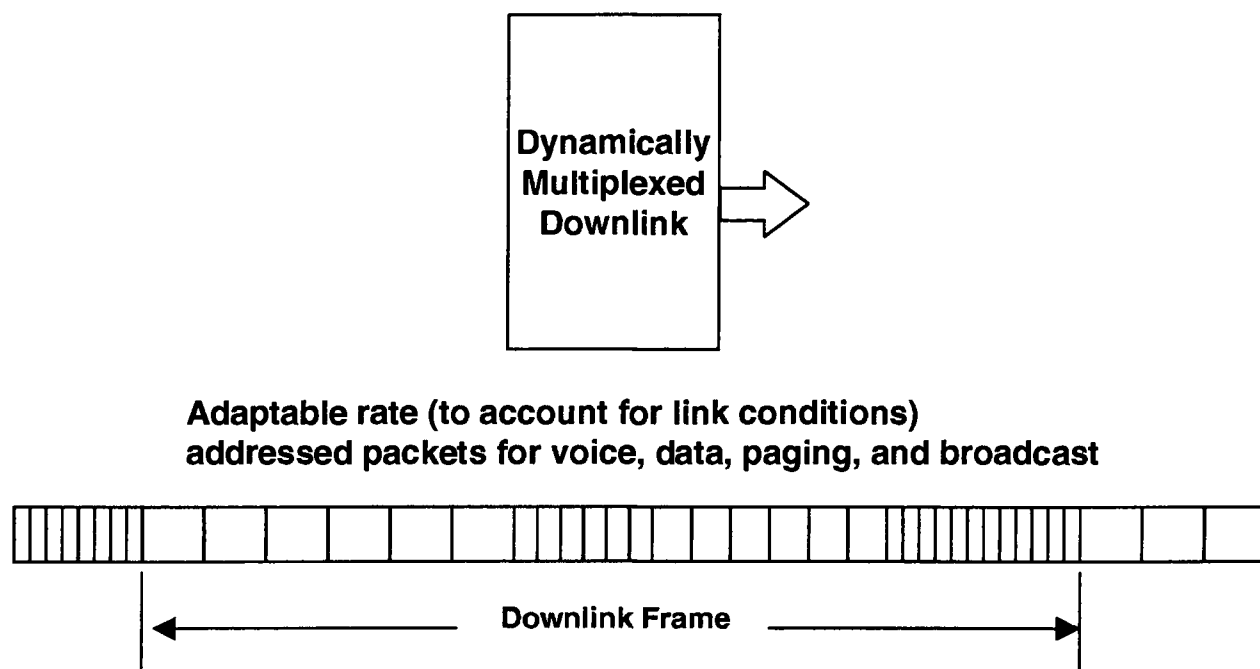 Dynamically
Multiplexed
Downlink
Adaptable rate (to account for link conditions)
addressed packets for voice, data, paging, and broadcast
Downlink Frame